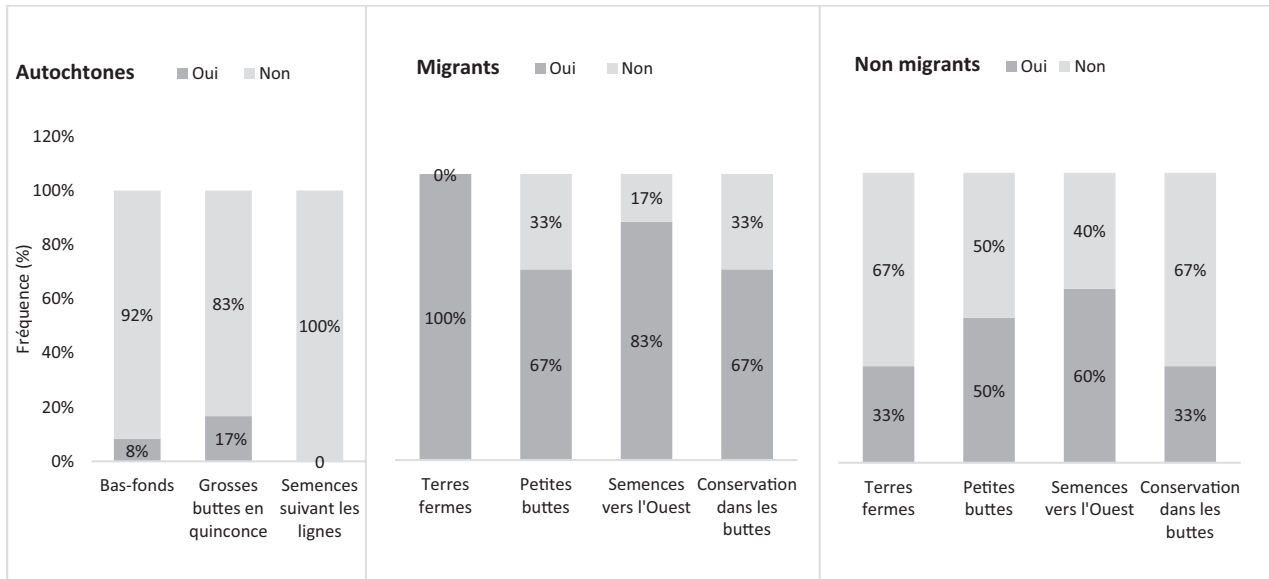 Autochtones
Oui
Non
120%
100%
80%
60%
40%
20%
0%
Fréquence (%)
92%
83%
100%
8%
17%
0
Bas-fonds
Grosses
buttes en
quinconce
Semences
suivant les
lignes
Migrants
Oui
Non
0%
33%
17%
33%
100%
67%
83%
67%
Terres
fermes
Petites
buttes
Semences
vers l'Ouest
Conservation
dans les
buttes
Non migrants
Oui
Non
67%
50%
40%
67%
33%
50%
60%
33%
Terres
fermes
Petites
buttes
Semences
vers l'Ouest
Conservation
dans les
buttes